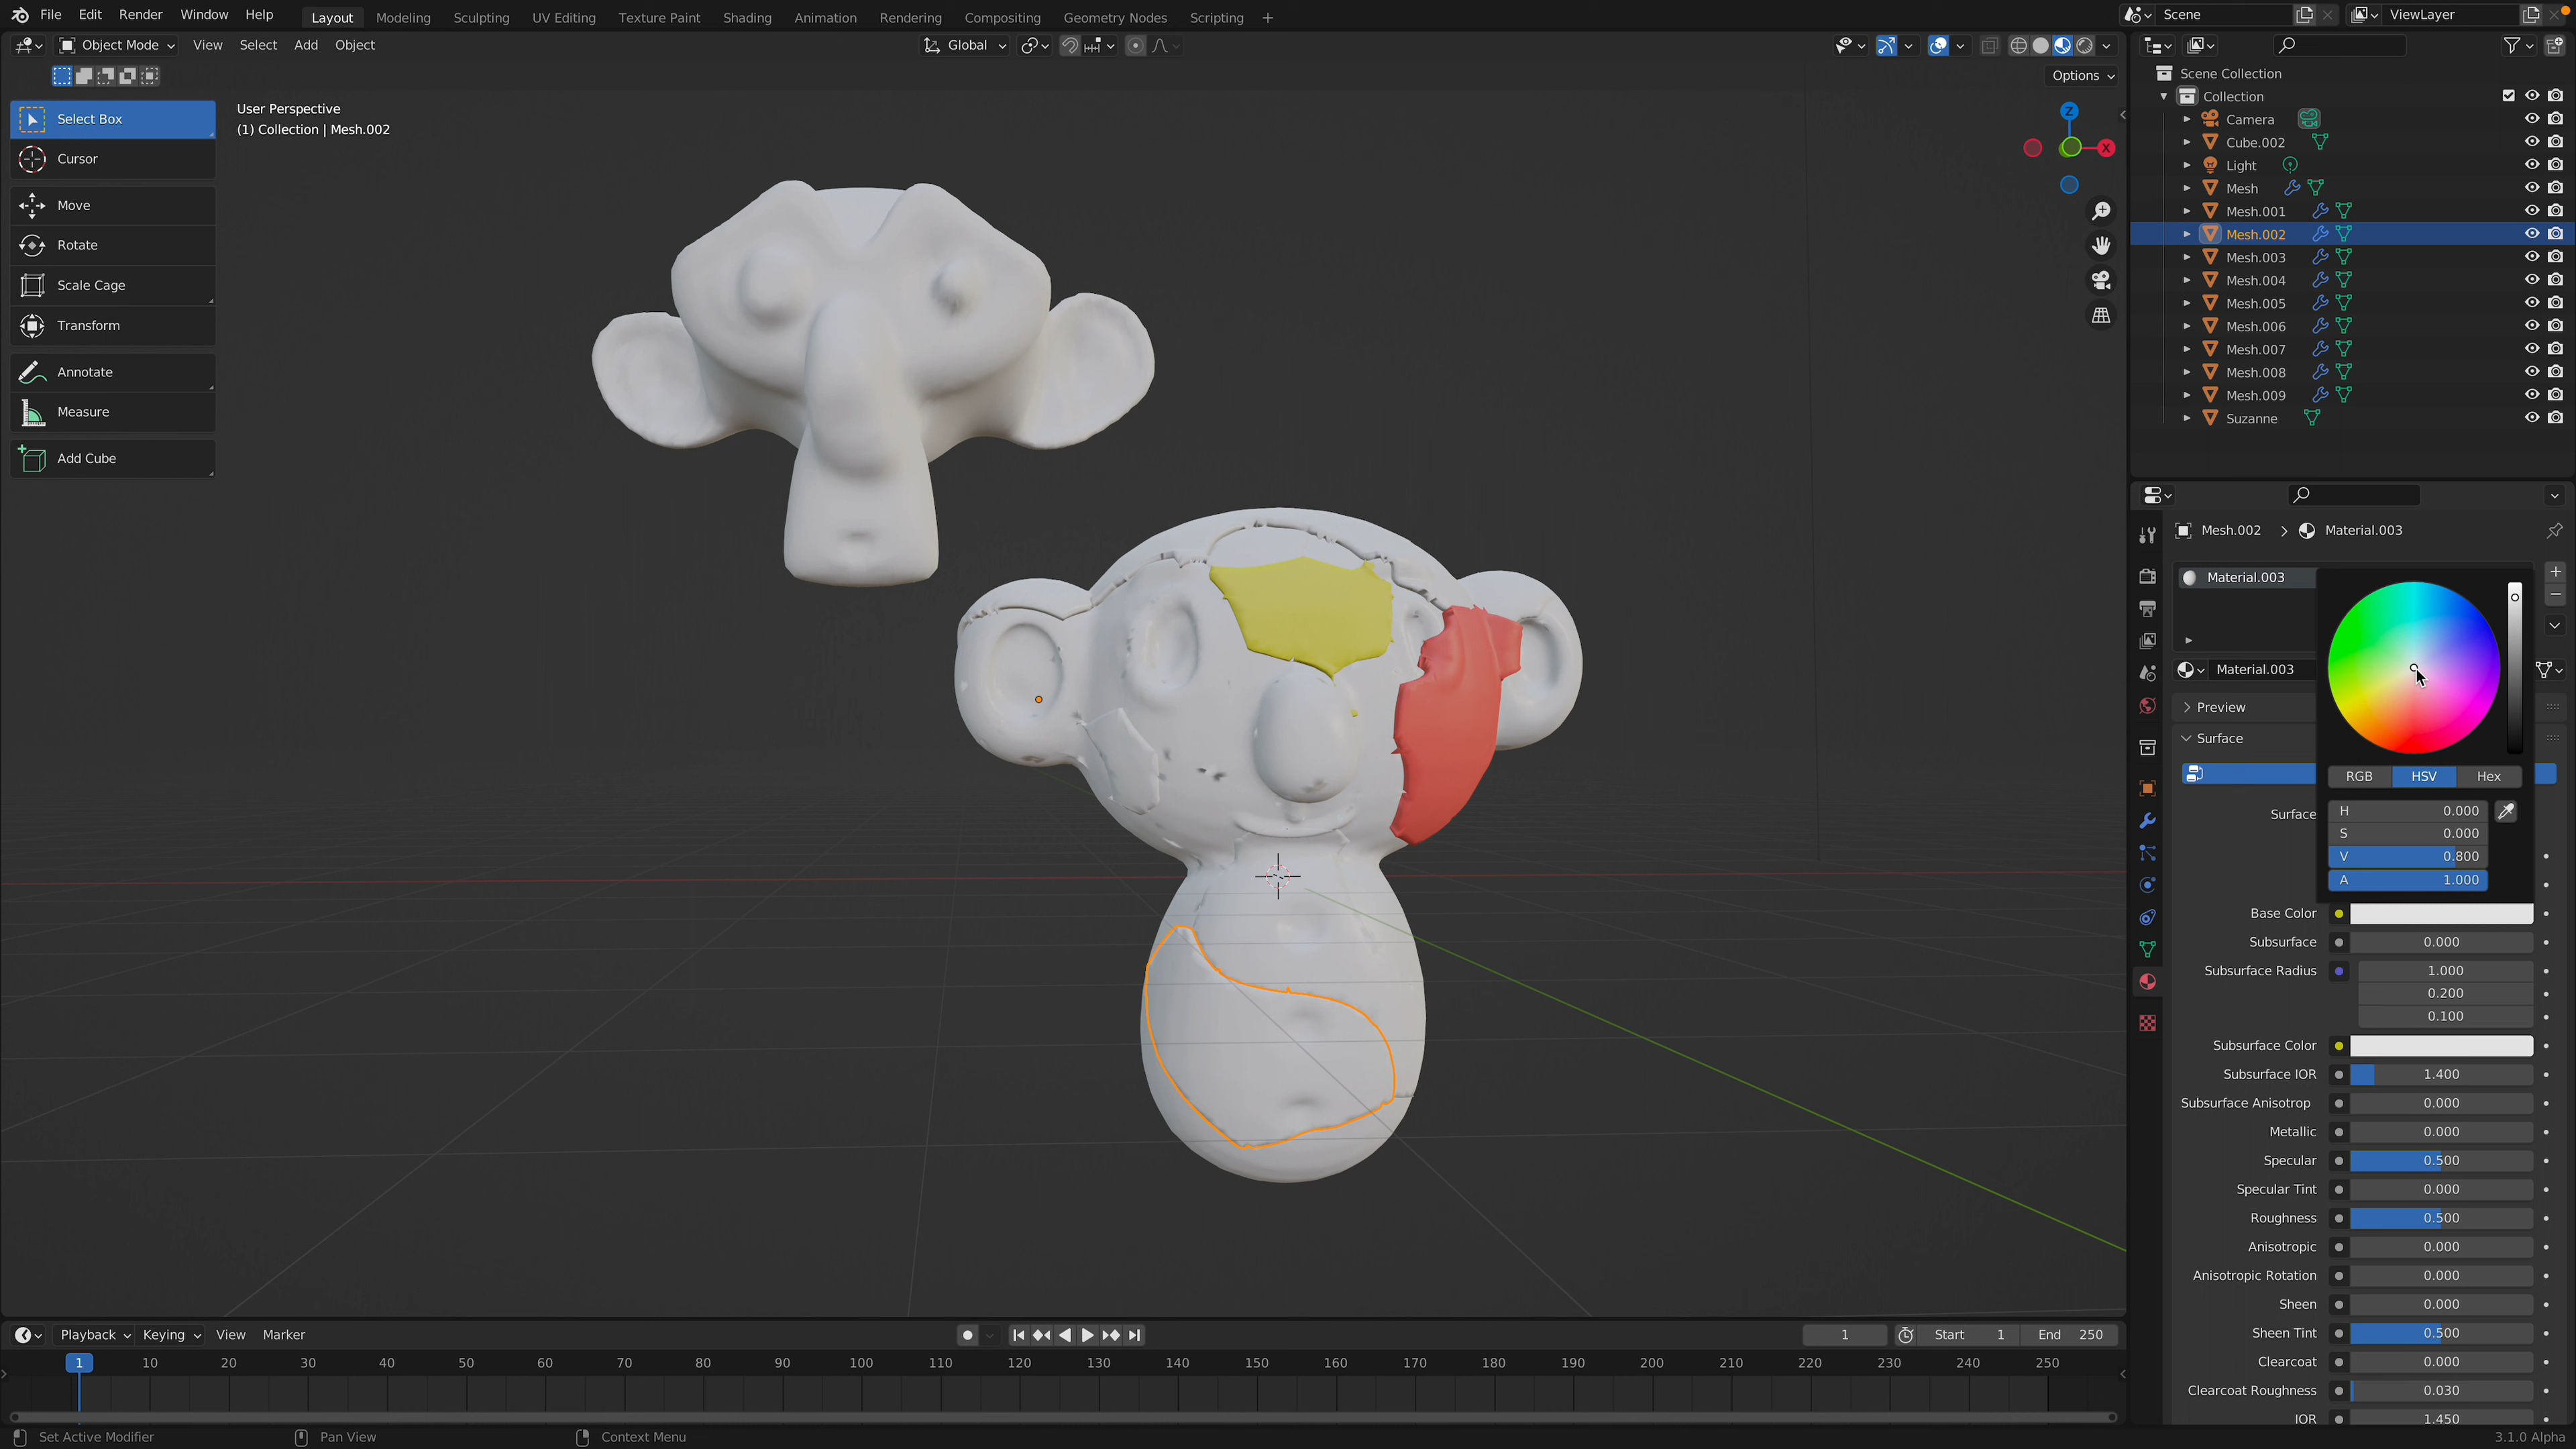 File Edit Render Window Help Layout Modeling Sculpting UV Editing Texture Paint Shading Animation Rendering Compositing Geometry Nodes Scripting + Scene ViewLayer
Object Mode View Select Add Object Global
Options
Select Box
Cursor
Move
Rotate
Scale Cage
Transform
Annotate
Measure
Add Cube
User Perspective
(1) Collection | Mesh.002
Z
X
Scene Collection
Collection
Camera
Cube.002
Light
Mesh
Mesh.001
Mesh.002
Mesh.003
Mesh.004
Mesh.005
Mesh.006
Mesh.007
Mesh.008
Mesh.009
Suzanne
Mesh.002 > Material.003
Material.003
Material.003
Preview
Surface
RGB HSV Hex
Surface
H 0.000
S 0.000
V 0.800
A 1.000
Base Color
Subsurface 0.000
Subsurface Radius 1.000
0.200
0.100
Subsurface Color
Subsurface IOR 1.400
Subsurface Anisotrop 0.000
Metallic 0.000
Specular 0.500
Specular Tint 0.000
Roughness 0.500
Anisotropic 0.000
Anisotropic Rotation 0.000
Sheen 0.000
Sheen Tint 0.500
Clearcoat 0.000
Clearcoat Roughness 0.030
IOR 1.450
Playback Keying View Marker 1 Start 1 End 250
1 10 20 30 40 50 60 70 80 90 100 110 120 130 140 150 160 170 180 190 200 210 220 230 240 250
Set Active Modifier Pan View Context Menu 3.1.0 Alpha